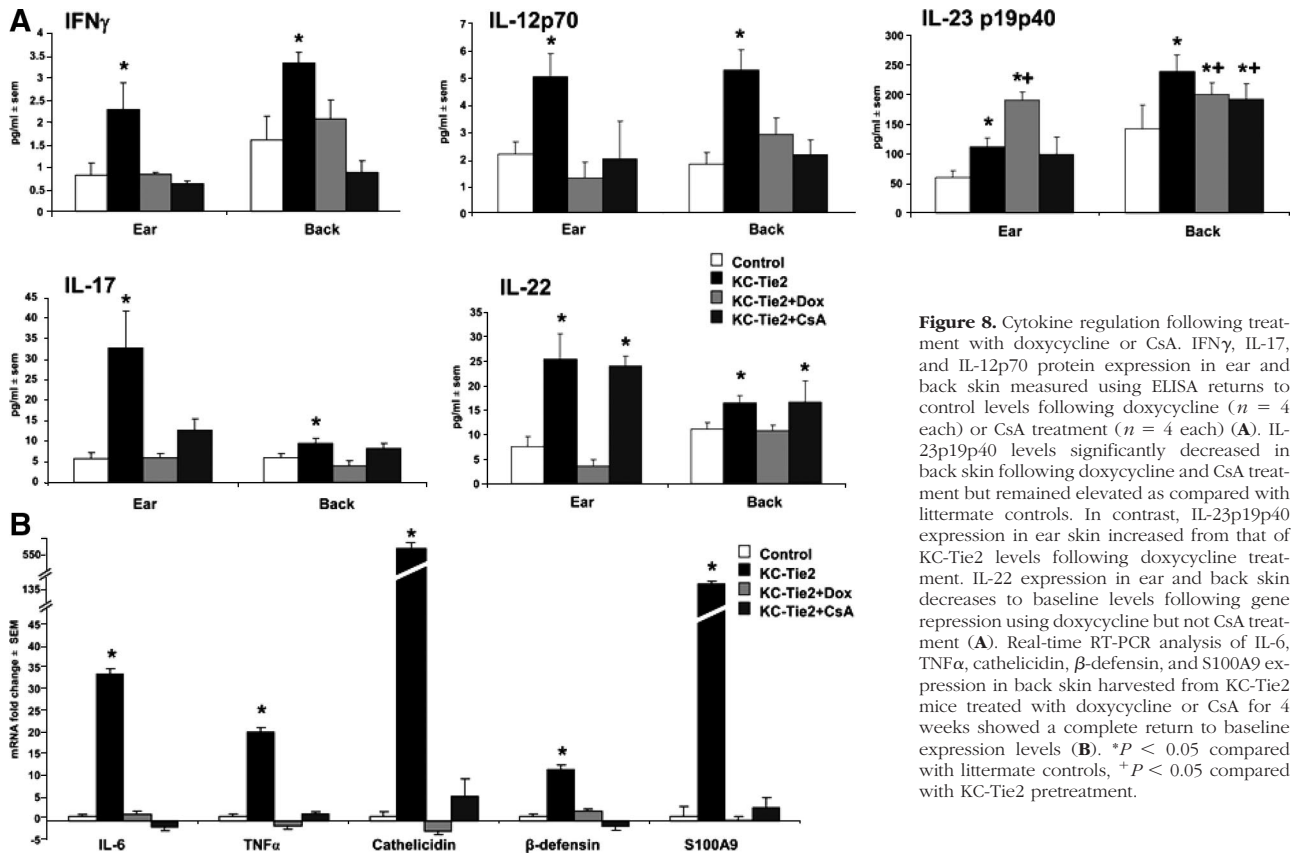 A
IFNγ
pg/ml ± sem
4
3.5
3
2.5
2
1.5
1
0.5
0
*
*
Ear Back
IL-12p70
pg/ml ± sem
7
6
5
4
3
2
1
0
*
*
Ear Back
IL-23 p19p40
pg/ml ± sem
300
250
200
150
100
50
0
*
*+
*
*+
*+
Ear Back
IL-17
pg/ml ± sem
45
40
35
30
25
20
15
10
5
0
*
*
Ear Back
IL-22
Control
KC-Tie2
KC-Tie2+Dox
KC-Tie2+CsA
pg/ml ± sem
35
30
25
20
15
10
5
0
*
*
*
*
Ear Back
B
Control
KC-Tie2
KC-Tie2+Dox
KC-Tie2+CsA
mRNA fold change ± SEM
550
135
45
35
25
15
10
5
0
-5
*
*
*
*
*
IL-6 TNFα Cathelicidin β-defensin S100A9
Figure 8. Cytokine regulation following treat-
ment with doxycycline or CsA. IFNγ, IL-17,
and IL-12p70 protein expression in ear and
back skin measured using ELISA returns to
control levels following doxycycline (n = 4
each) or CsA treatment (n = 4 each) (A). IL-
23p19p40 levels significantly decreased in
back skin following doxycycline and CsA treat-
ment but remained elevated as compared with
littermate controls. In contrast, IL-23p19p40
expression in ear skin increased from that of
KC-Tie2 levels following doxycycline treat-
ment. IL-22 expression in ear and back skin
decreases to baseline levels following gene
repression using doxycycline but not CsA treat-
ment (A). Real-time RT-PCR analysis of IL-6,
TNFα, cathelicidin, β-defensin, and S100A9 ex-
pression in back skin harvested from KC-Tie2
mice treated with doxycycline or CsA for 4
weeks showed a complete return to baseline
expression levels (B). *P < 0.05 compared
with littermate controls, +P < 0.05 compared
with KC-Tie2 pretreatment.